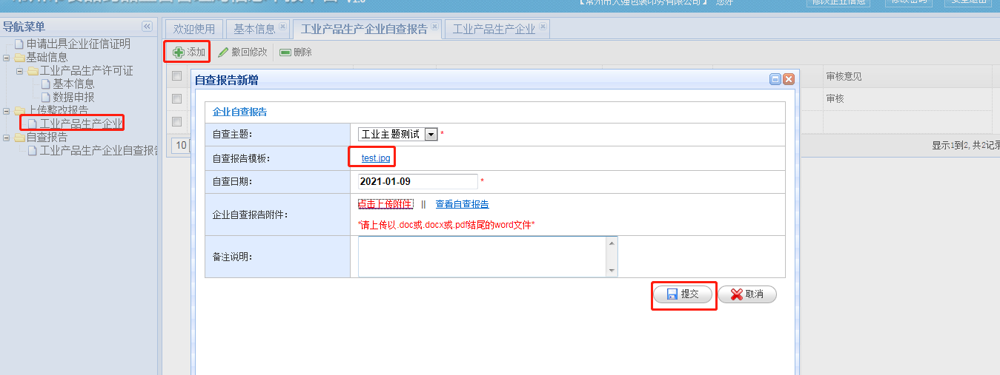 V1.0 【常州市大强包装印务有限公司】 您好 修改企业信息 修改密码 安全退出
导航菜单
申请出具企业征信证明
基础信息
工业产品生产许可证
基本信息
数据申报
上传整改报告
工业产品生产企业
自查报告
工业产品生产企业自查报告
欢迎使用 基本信息 工业产品生产企业自查报告 工业产品生产企业
添加 撤回修改 删除
审核意见
审核
10
显示1到2, 共2记录
自查报告新增
企业自查报告
自查主题: 工业主题测试 *
自查报告模板: test.jpg
自查日期: 2021-01-09 *
企业自查报告附件: 点击上传附件 || 查看自查报告
*请上传以.doc或.docx或.pdf结尾的word文件*
备注说明:
提交 取消